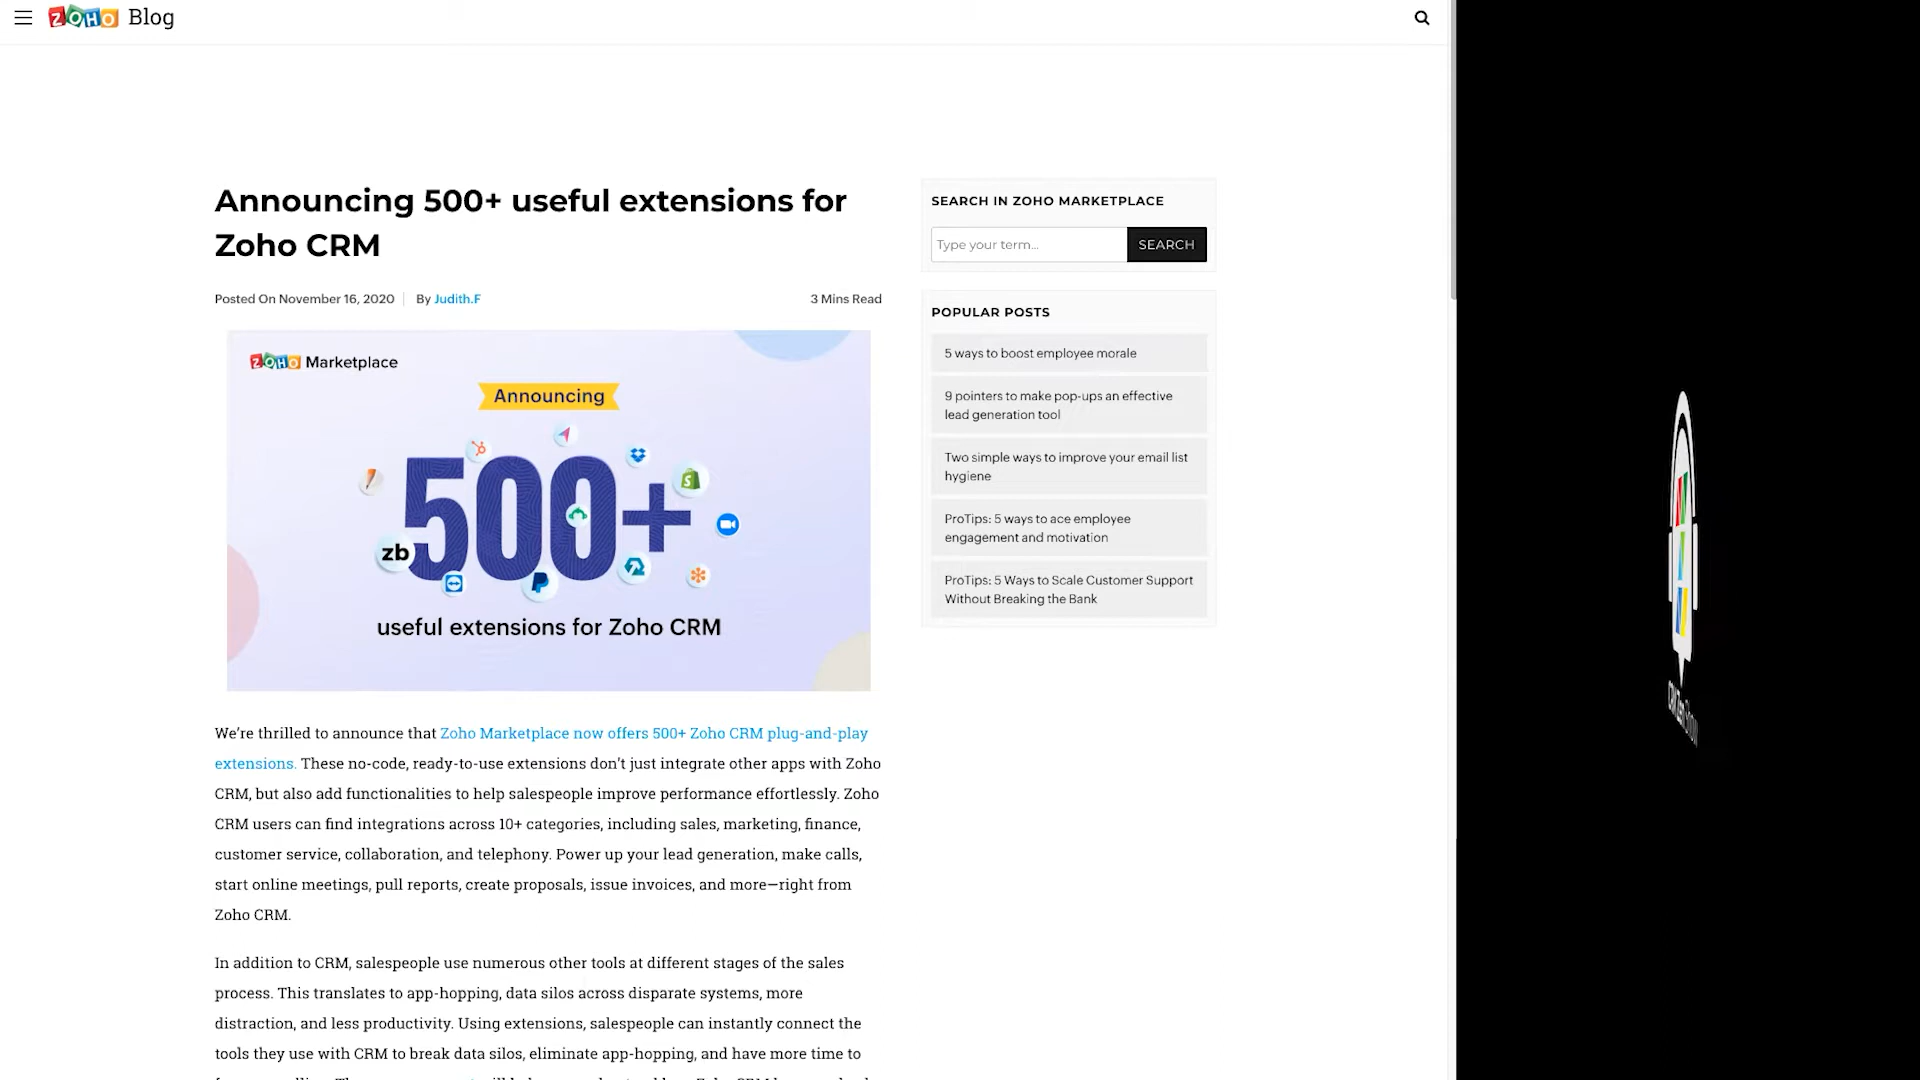 ZOHO Blog
Announcing 500+ useful extensions for
Zoho CRM
Posted On November 16, 2020 By Judith.F 3 Mins Read
ZOHO Marketplace
Announcing
500+
zb
useful extensions for Zoho CRM
We’re thrilled to announce that Zoho Marketplace now offers 500+ Zoho CRM plug-and-play
extensions. These no-code, ready-to-use extensions don’t just integrate other apps with Zoho
CRM, but also add functionalities to help salespeople improve performance effortlessly. Zoho
CRM users can find integrations across 10+ categories, including sales, marketing, finance,
customer service, collaboration, and telephony. Power up your lead generation, make calls,
start online meetings, pull reports, create proposals, issue invoices, and more—right from
Zoho CRM.
In addition to CRM, salespeople use numerous other tools at different stages of the sales
process. This translates to app-hopping, data silos across disparate systems, more
distraction, and less productivity. Using extensions, salespeople can instantly connect the
tools they use with CRM to break data silos, eliminate app-hopping, and have more time to
SEARCH IN ZOHO MARKETPLACE
Type your term...
SEARCH
POPULAR POSTS
5 ways to boost employee morale
9 pointers to make pop-ups an effective
lead generation tool
Two simple ways to improve your email list
hygiene
ProTips: 5 ways to ace employee
engagement and motivation
ProTips: 5 Ways to Scale Customer Support
Without Breaking the Bank